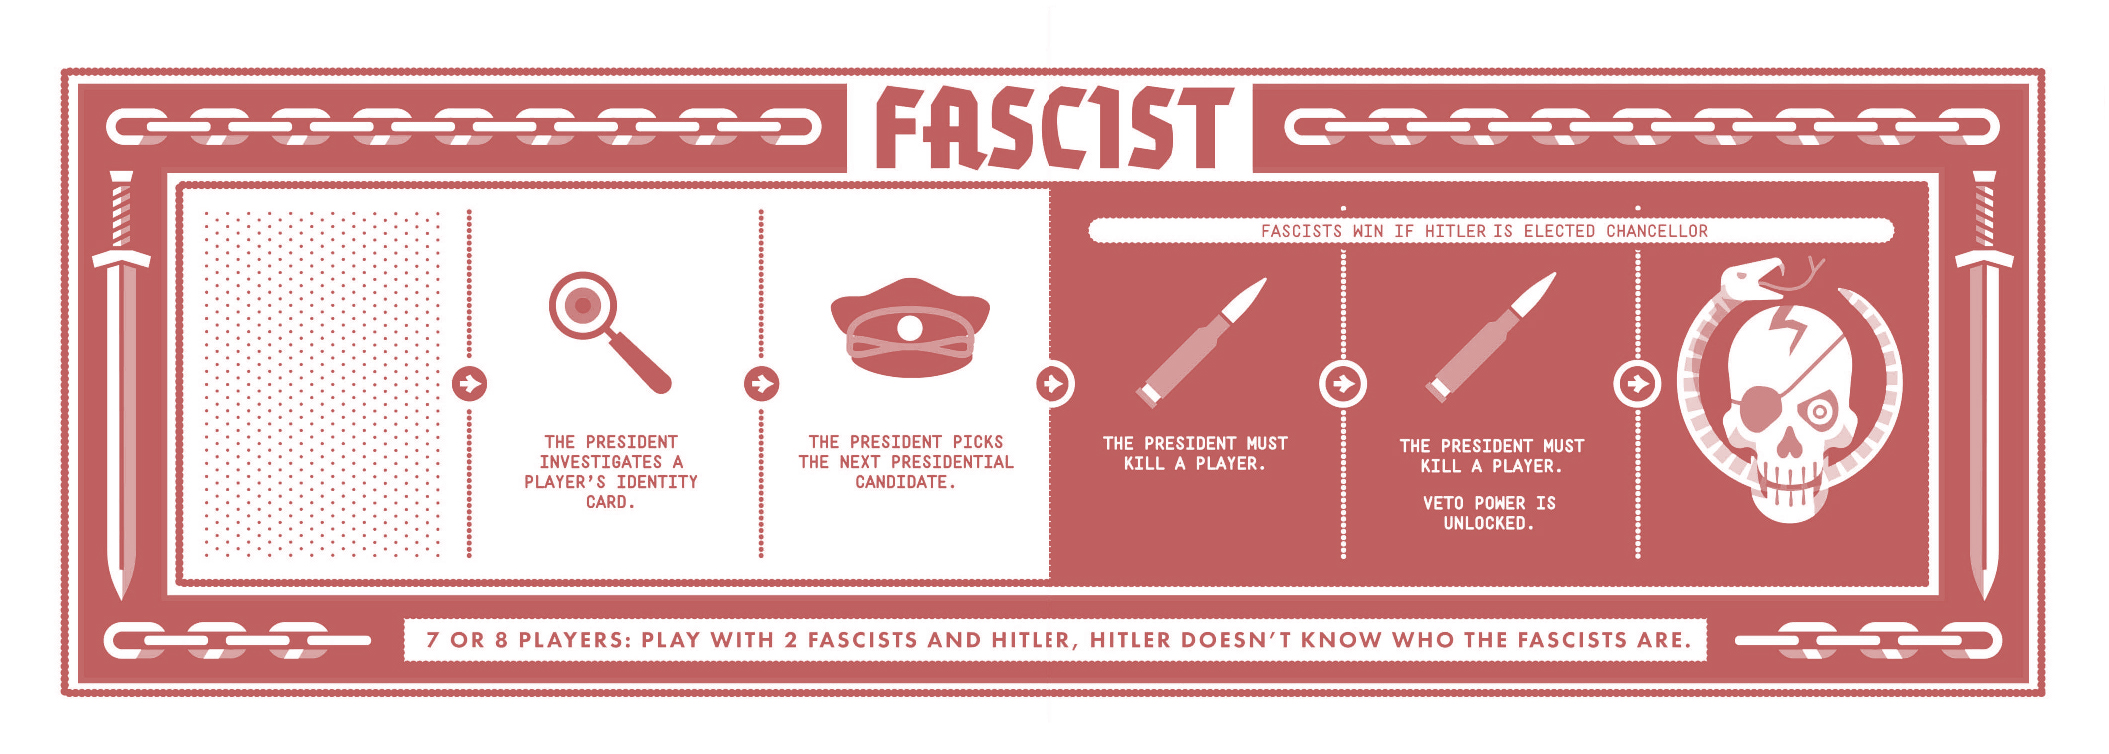 FASCIST
FASCISTS WIN IF HITLER IS ELECTED CHANCELLOR
THE PRESIDENT
INVESTIGATES A
PLAYER'S IDENTITY
CARD.
THE PRESIDENT PICKS
THE NEXT PRESIDENTIAL
CANDIDATE.
THE PRESIDENT MUST
KILL A PLAYER.
THE PRESIDENT MUST
KILL A PLAYER.
VETO POWER IS
UNLOCKED.
7 OR 8 PLAYERS: PLAY WITH 2 FASCISTS AND HITLER, HITLER DOESN'T KNOW WHO THE FASCISTS ARE.